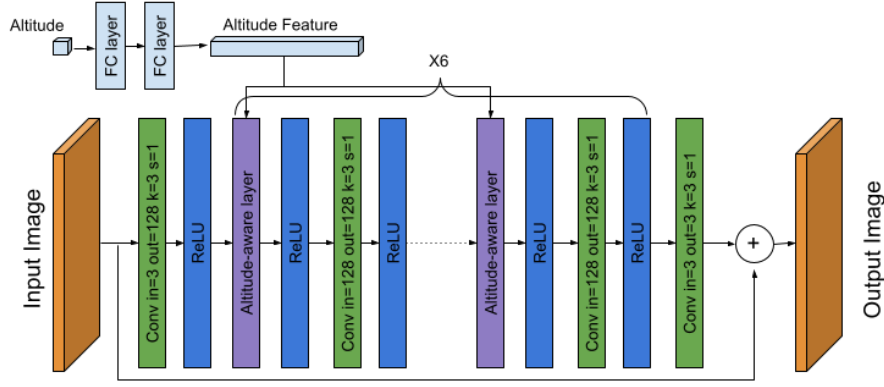 Altitude
FC layer
FC layer
Altitude Feature
X6
Input Image
Conv in=3 out=128 k=3 s=1
ReLU
Altitude-aware layer
ReLU
Conv in=128 out=128 k=3 s=1
ReLU
Altitude-aware layer
ReLU
Conv in=128 out=128 k=3 s=1
ReLU
Conv in=3 out=3 k=3 s=1
+
Output Image